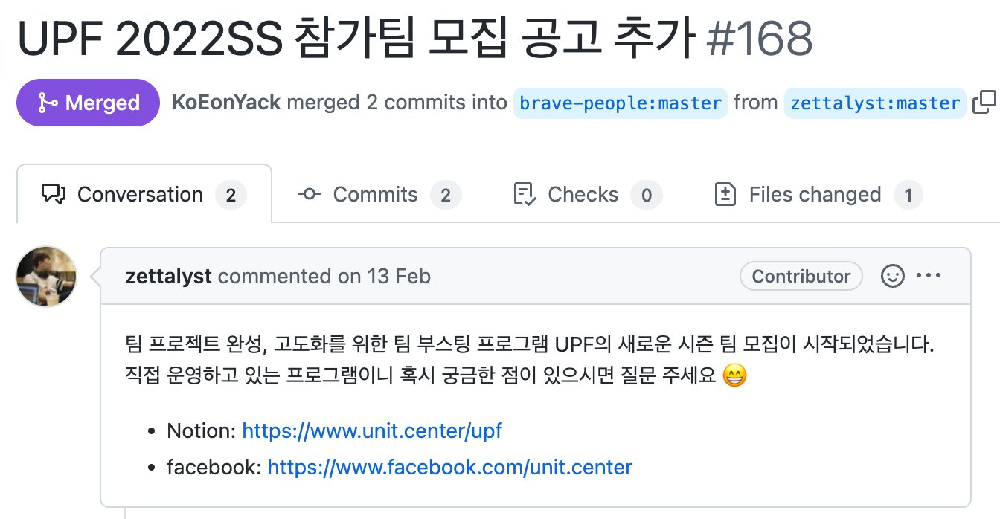 UPF 2022SS 참가팀 모집 공고 추가 #168
Merged KoEonYack merged 2 commits into brave-people:master from zettalyst:master
Conversation 2 Commits 2 Checks 0 Files changed 1
zettalyst commented on 13 Feb Contributor
팀 프로젝트 완성, 고도화를 위한 팀 부스팅 프로그램 UPF의 새로운 시즌 팀 모집이 시작되었습니다.
직접 운영하고 있는 프로그램이니 혹시 궁금한 점이 있으시면 질문 주세요 😁
• Notion: https://www.unit.center/upf
• facebook: https://www.facebook.com/unit.center